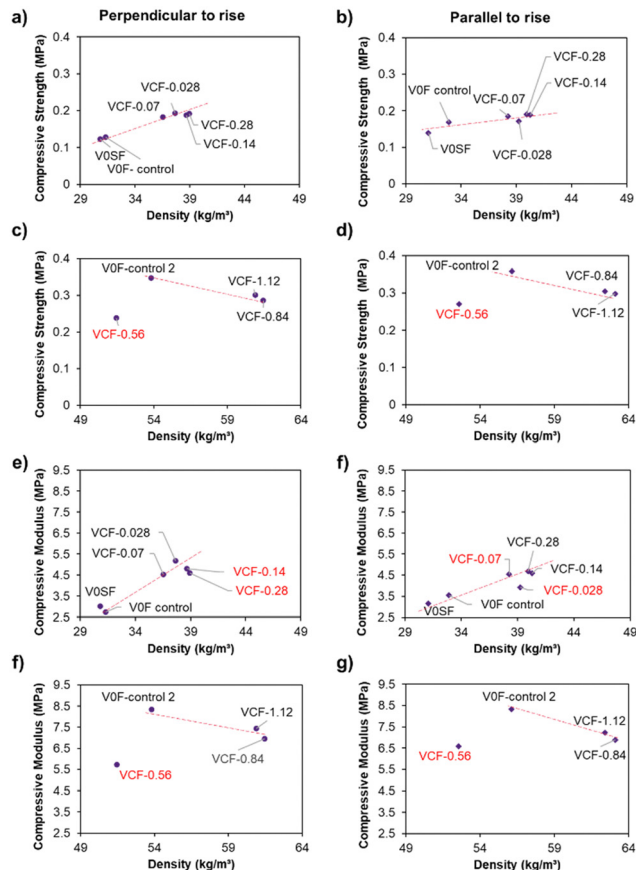 Perpendicular to rise
Parallel to rise
a)
Compressive Strength (MPa)
0.4
0.3
0.2
0.1
0
VCF-0.028
VCF-0.07
VCF-0.28
VCF-0.14
V0SF
V0F- control
29 34 39 44 49
Density (kg/m³)
b)
Compressive Strength (MPa)
0.4
0.3
0.2
0.1
0
VCF-0.28
VCF-0.07
VCF-0.14
V0F control
V0SF
VCF-0.028
29 34 39 44 49
Density (kg/m³)
c)
Compressive Strength (MPa)
0.4
0.3
0.2
0.1
0
V0F-control 2
VCF-1.12
VCF-0.84
VCF-0.56
49 54 59 64
Density (kg/m³)
d)
Compressive Strength (MPa)
0.4
0.3
0.2
0.1
0
V0F-control 2
VCF-0.84
VCF-1.12
VCF-0.56
49 54 59 64
Density (kg/m³)
e)
Compressive Modulus (MPa)
9.5
8.5
7.5
6.5
5.5
4.5
3.5
2.5
VCF-0.028
VCF-0.07
VCF-0.14
VCF-0.28
V0SF
V0F control
29 34 39 44 49
Density (kg/m³)
f)
Compressive Modulus (MPa)
9.5
8.5
7.5
6.5
5.5
4.5
3.5
2.5
VCF-0.28
VCF-0.07
VCF-0.14
VCF-0.028
V0SF
V0F control
29 34 39 44 49
Density (kg/m³)
f)
Compressive Modulus (MPa)
9.5
8.5
7.5
6.5
5.5
4.5
3.5
2.5
V0F-control 2
VCF-1.12
VCF-0.84
VCF-0.56
49 54 59 64
Density (kg/m³)
g)
Compressive Modulus (MPa)
9.5
8.5
7.5
6.5
5.5
4.5
3.5
2.5
V0F-control 2
VCF-1.12
VCF-0.84
VCF-0.56
49 54 59 64
Density (kg/m³)